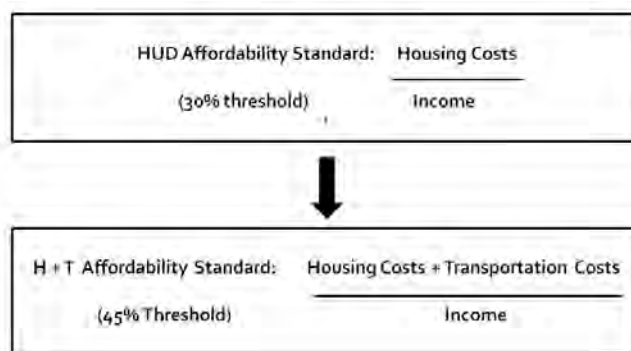 HUD Affordability Standard: Housing Costs
(30% threshold) Income
H + T Affordability Standard: Housing Costs + Transportation Costs
(45% Threshold) Income